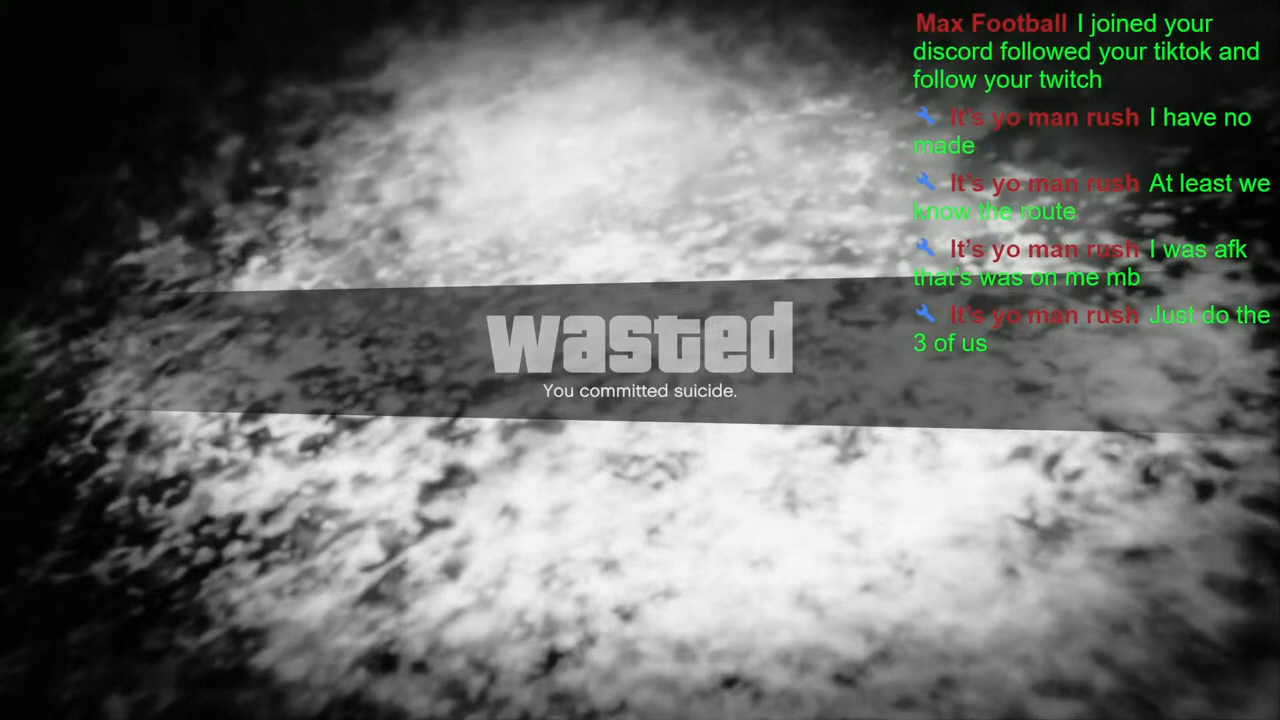 Max Football I joined your
discord followed your tiktok and
follow your twitch
It's yo man rush I have no
made
It's yo man rush At least we
know the route
It's yo man rush I was afk
that's was on me mb
It's yo man rush Just do the
3 of us
wasted
You committed suicide.